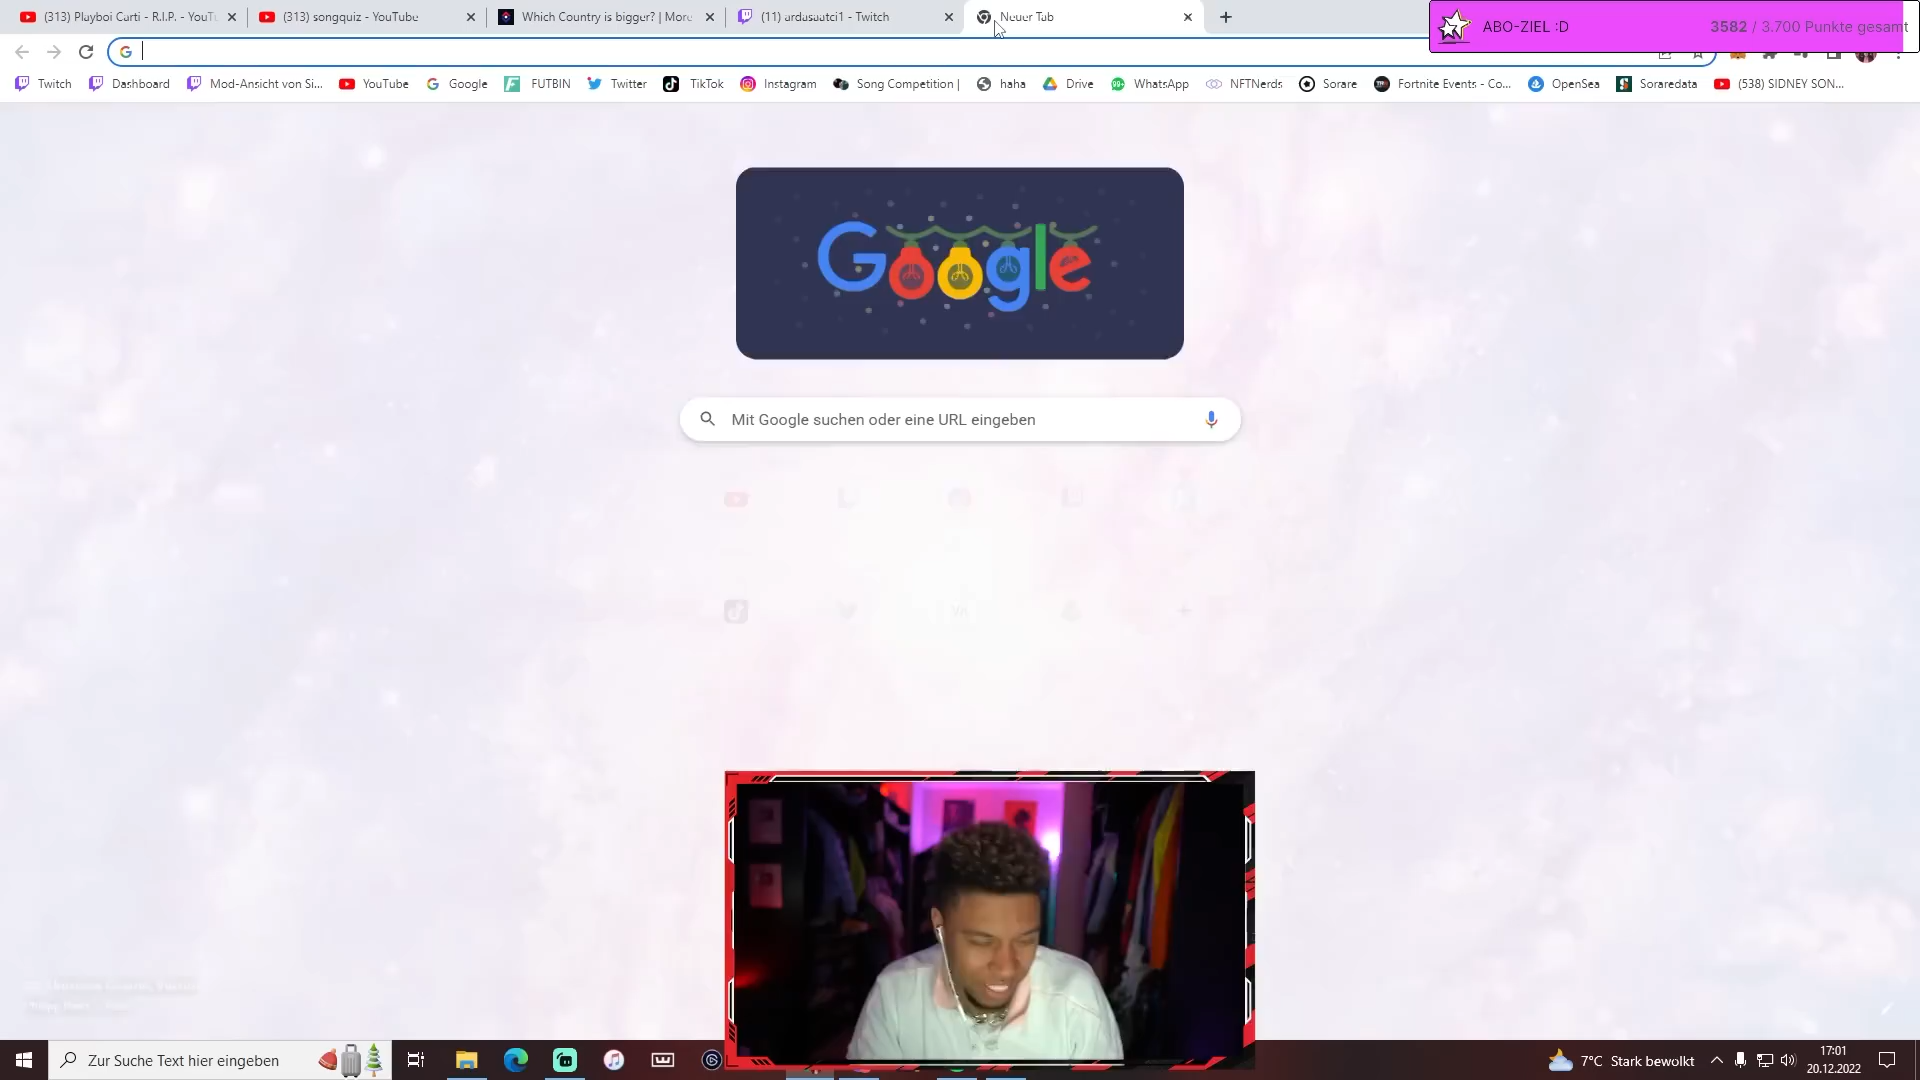 (313) Playboi Carti - R.I.P. - YouTu
(313) songquiz - YouTube
Which Country is bigger? | More
(11) ardasaatci1 - Twitch
Neuer Tab
ABO-ZIEL :D
3582 / 3.700 Punkte gesamt
Twitch
Dashboard
Mod-Ansicht von Si...
YouTube
Google
FUTBIN
Twitter
TikTok
Instagram
Song Competition |
haha
Drive
WhatsApp
NFTNerds
Sorare
Fortnite Events - Co...
OpenSea
Soraredata
(538) SIDNEY SON...
Google
Mit Google suchen oder eine URL eingeben
Zur Suche Text hier eingeben
7°C Stark bewolkt
17:01
20.12.2022